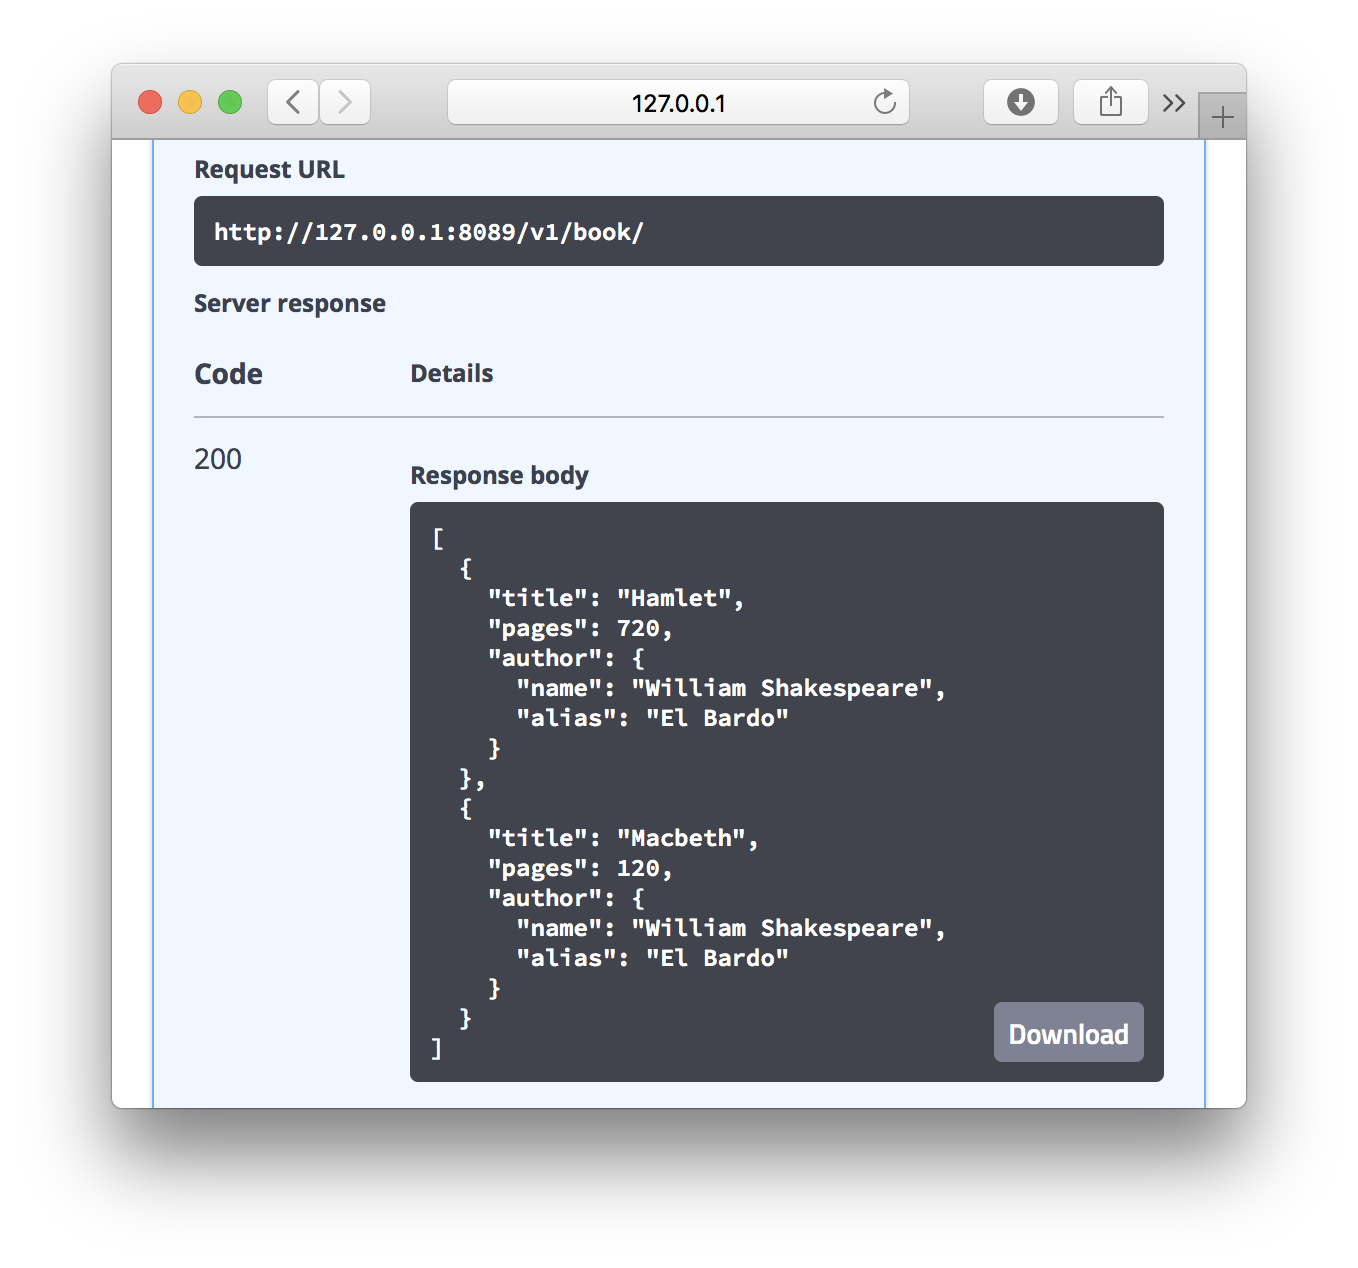 127.0.0.1
Request URL
http://127.0.0.1:8089/v1/book/
Server response
Code Details
200
Response body
[
  {
    "title": "Hamlet",
    "pages": 720,
    "author": {
      "name": "William Shakespeare",
      "alias": "El Bardo"
    }
  },
  {
    "title": "Macbeth",
    "pages": 120,
    "author": {
      "name": "William Shakespeare",
      "alias": "El Bardo"
    }
  }
]
Download